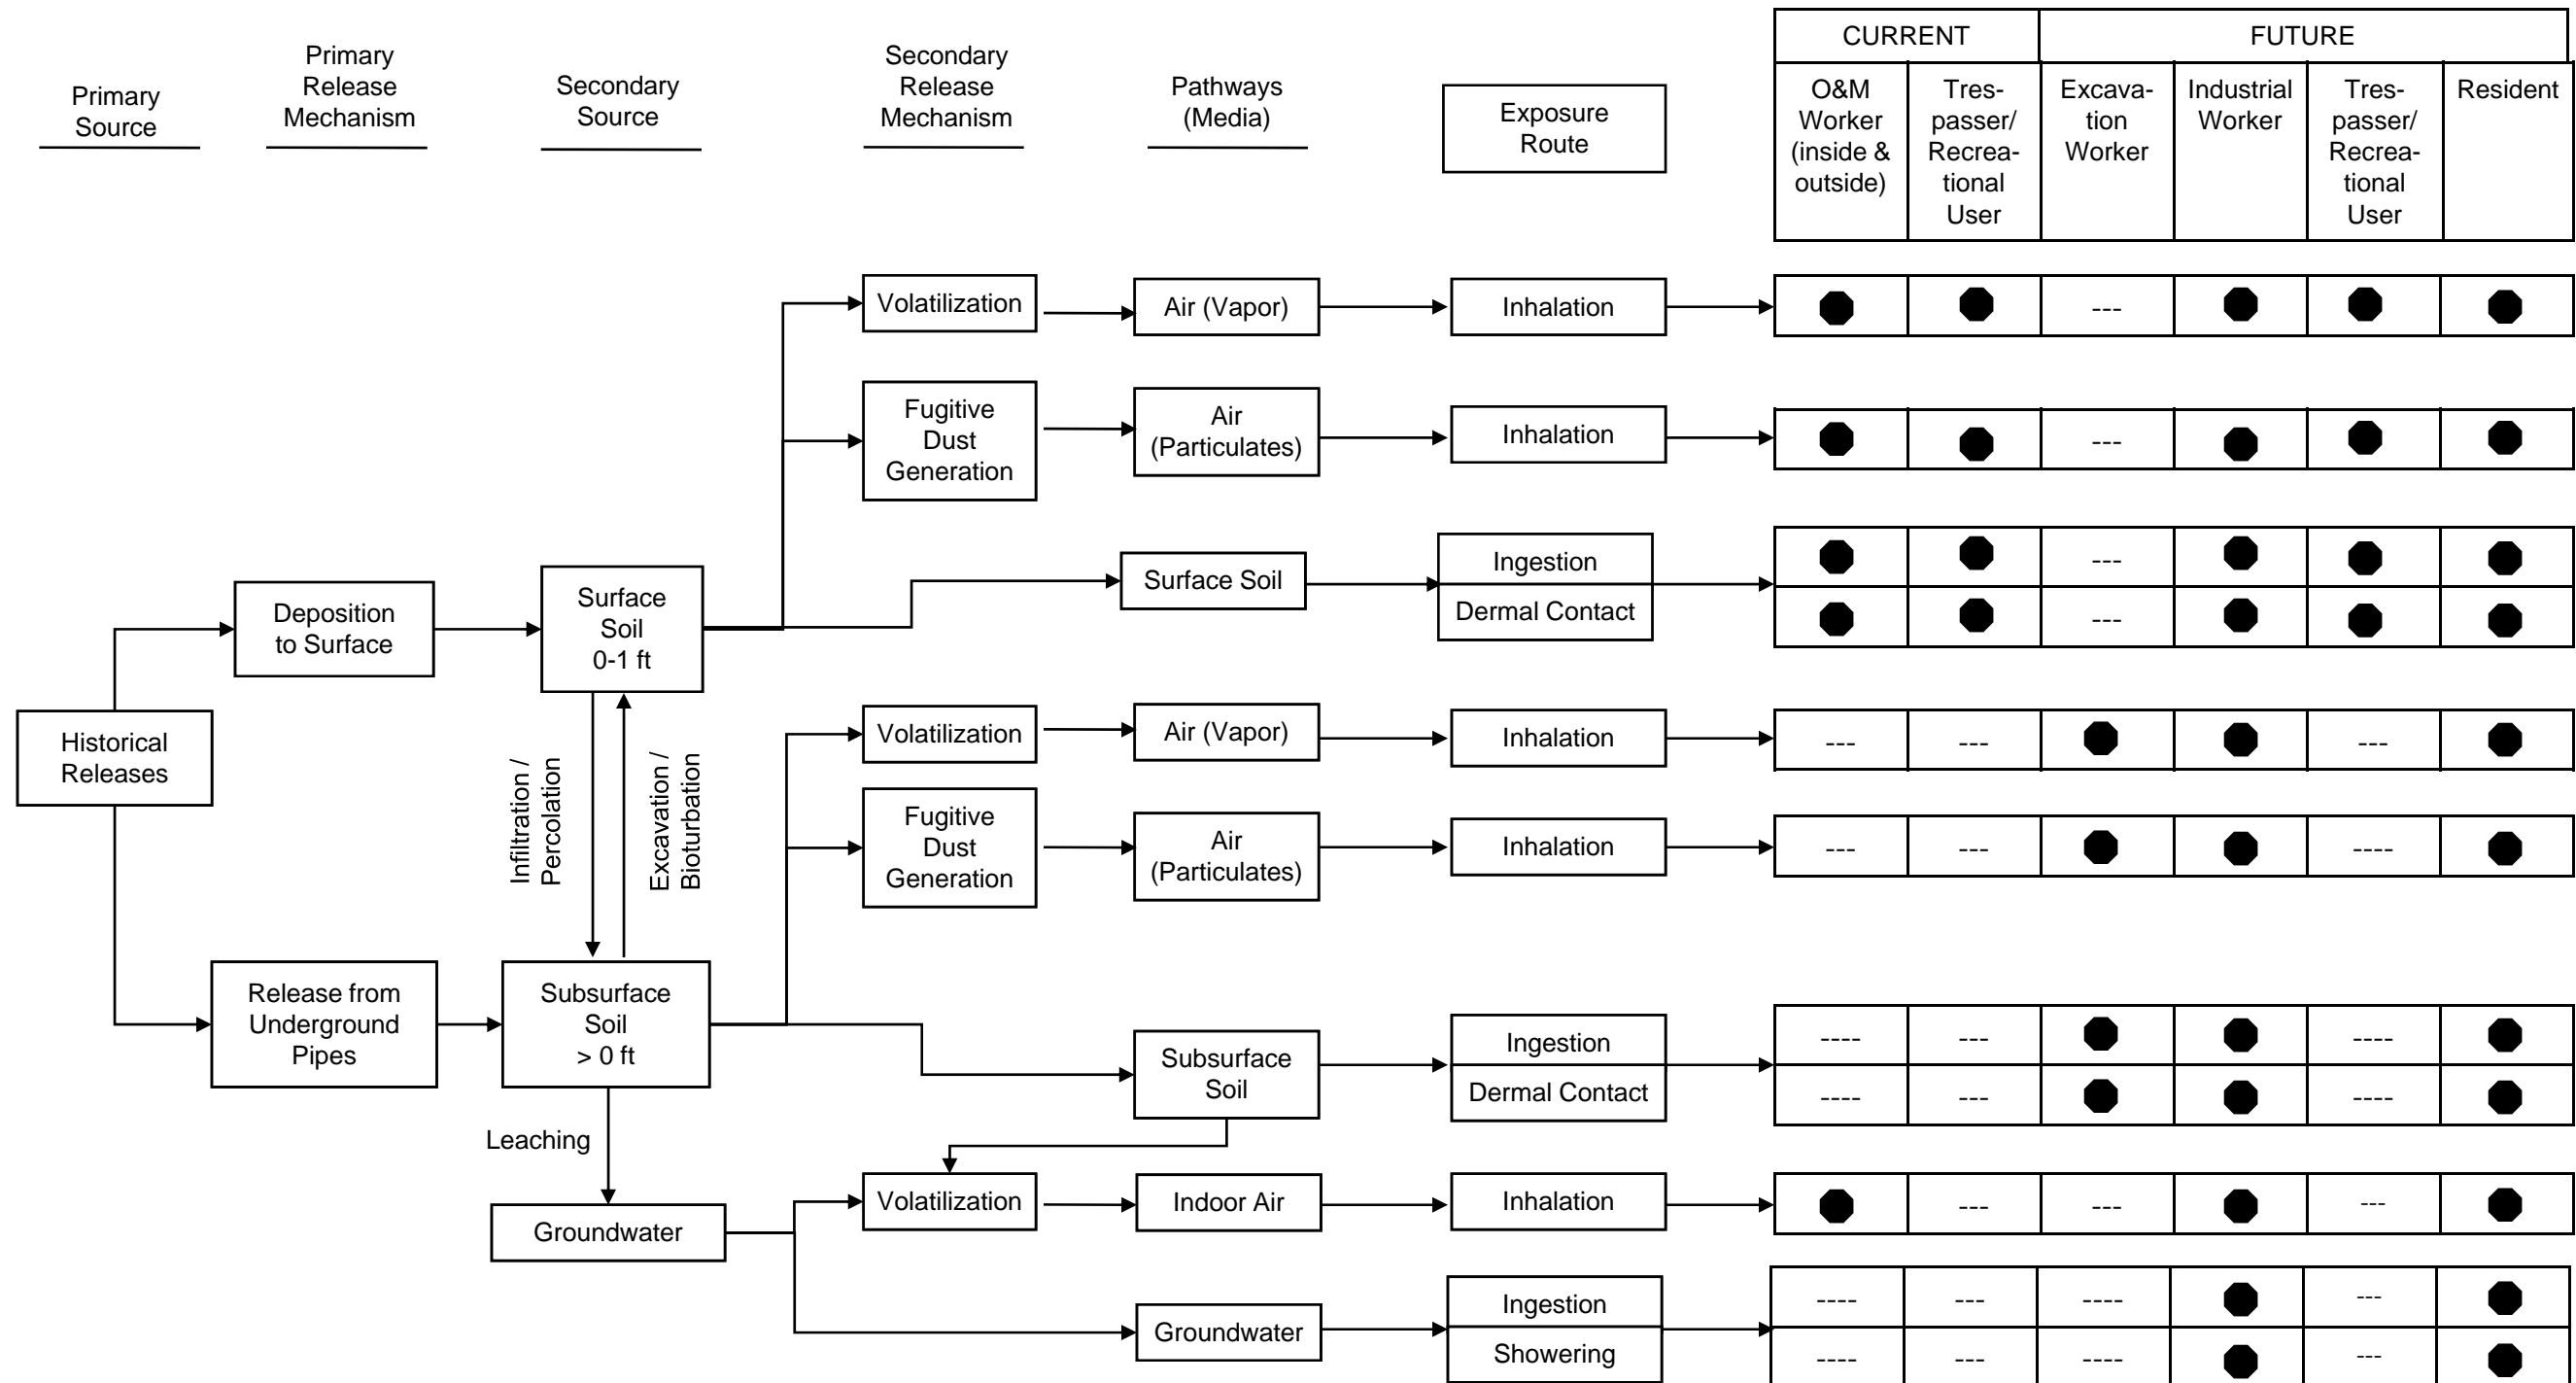 Primary
Source
Primary
Release
Mechanism
Secondary
Source
Secondary
Release
Mechanism
Pathways
(Media)
Exposure
Route
CURRENT
FUTURE
O&M
Worker
(inside &
outside)
Tres-
passer/
Recrea-
tional
User
Excava-
tion
Worker
Industrial
Worker
Tres-
passer/
Recrea-
tional
User
Resident
Volatilization
Air (Vapor)
Inhalation
---
Fugitive
Dust
Generation
Air
(Particulates)
Inhalation
---
Surface Soil
Ingestion
---
Dermal Contact
---
Deposition
to Surface
Surface
Soil
0-1 ft
Historical
Releases
Infiltration /
Percolation
Excavation /
Bioturbation
Volatilization
Air (Vapor)
Inhalation
--- --- ---
Fugitive
Dust
Generation
Air
(Particulates)
Inhalation
--- --- ----
Release from
Underground
Pipes
Subsurface
Soil
> 0 ft
Subsurface
Soil
Ingestion
---- --- ----
Dermal Contact
---- --- ----
Leaching
Groundwater
Volatilization
Indoor Air
Inhalation
--- --- ---
Groundwater
Ingestion
---- --- ---- ---
Showering
---- --- ---- ---